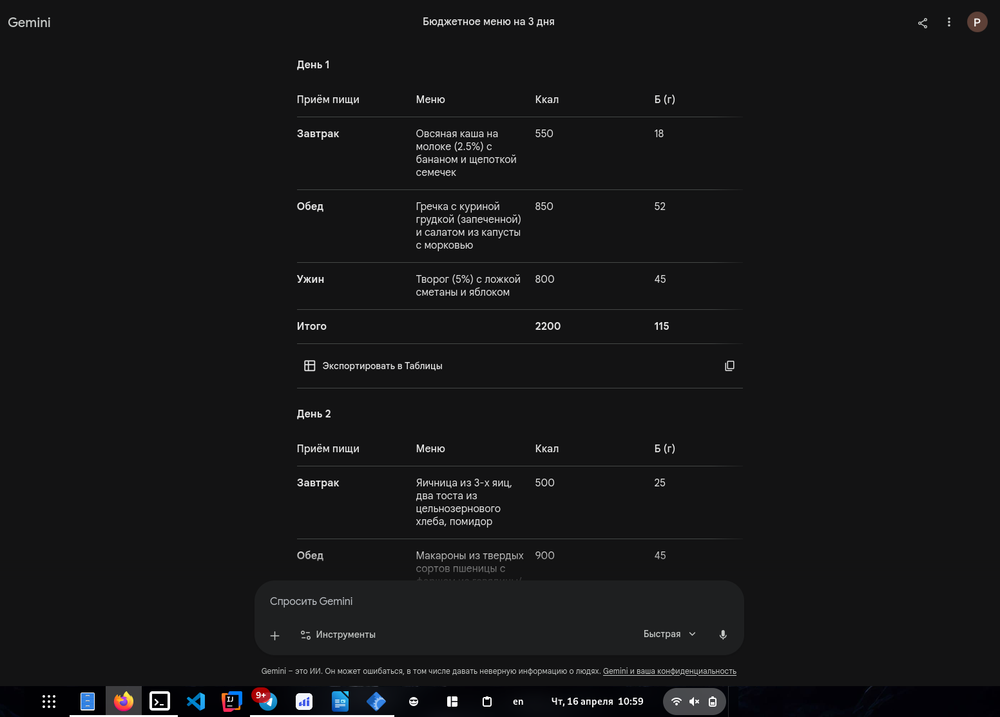 Gemini
Бюджетное меню на 3 дня
P
День 1
Приём пищи Меню Ккал Б (г)
Завтрак Овсяная каша на 550 18
молоке (2.5%) с
бананом и щепоткой
семечек
Обед Гречка с куриной 850 52
грудкой (запеченной)
и салатом из капусты
с морковью
Ужин Творог (5%) с ложкой 800 45
сметаны и яблоком
Итого 2200 115
Экспортировать в Таблицы
День 2
Приём пищи Меню Ккал Б (г)
Завтрак Яичница из 3-х яиц, 500 25
два тоста из
цельнозернового
хлеба, помидор
Обед Макароны из твердых 900 45
сортов пшеницы с
Спросить Gemini
Инструменты Быстрая
Gemini – это ИИ. Он может ошибаться, в том числе давать неверную информацию о людях. Gemini и ваша конфиденциальность
IJ 9+ en Чт, 16 апреля 10:59